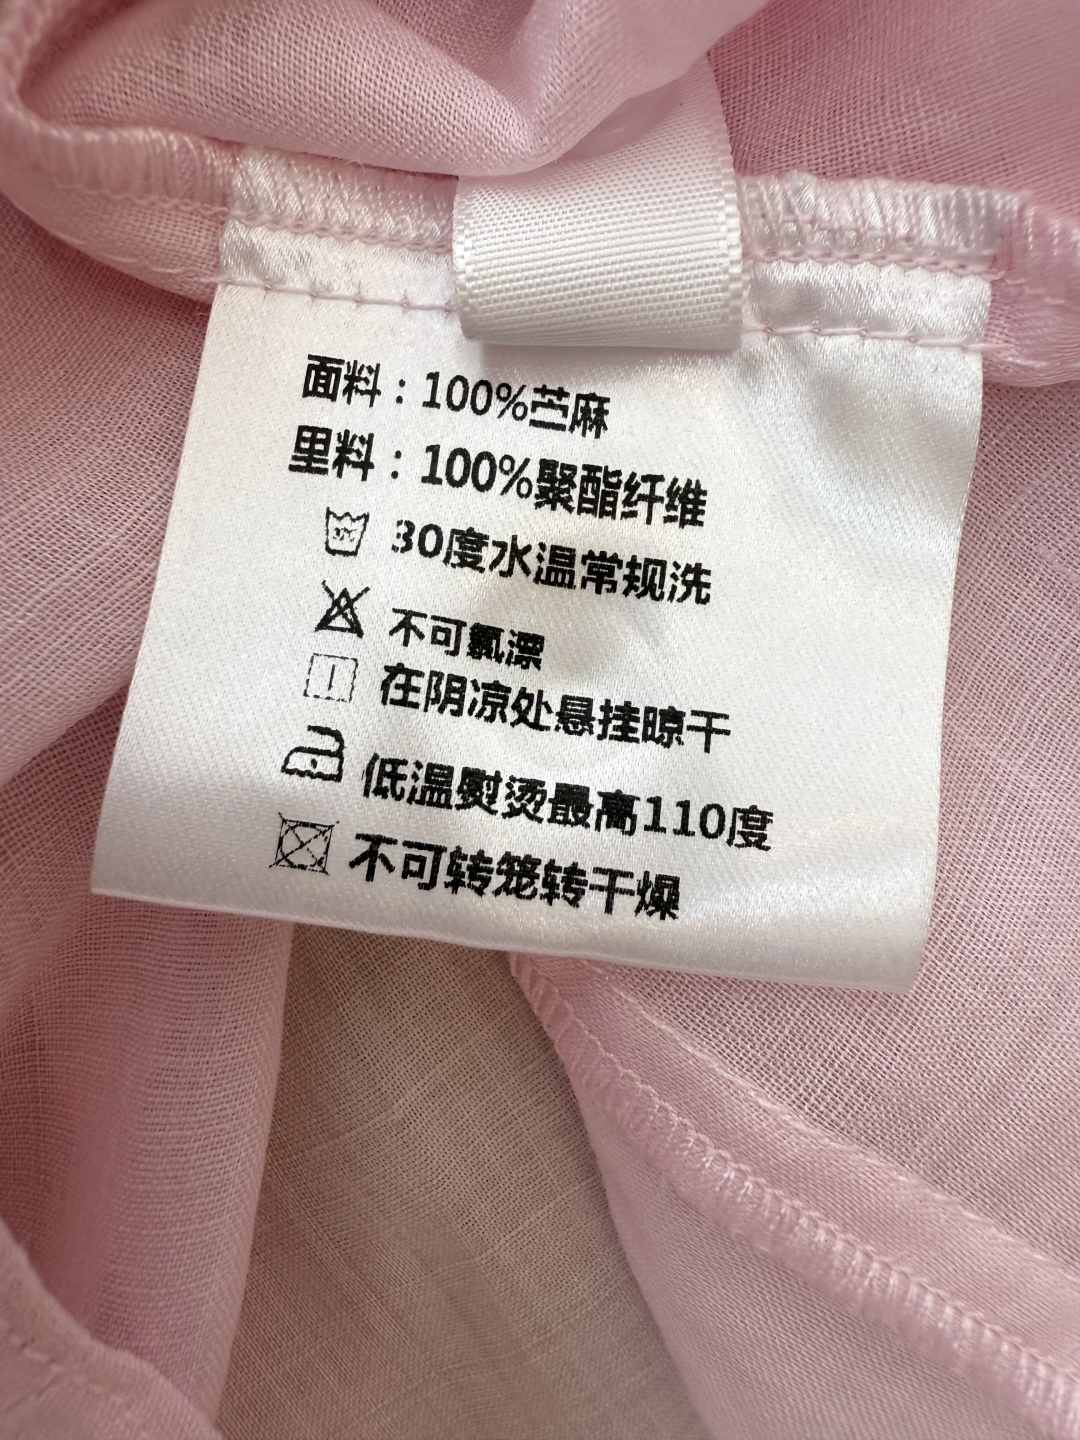 面料：100%苎麻
里料：100%聚酯纤维
30度水温常规洗
不可氯漂
在阴凉处悬挂晾干
低温熨烫最高110度
不可转笼转干燥